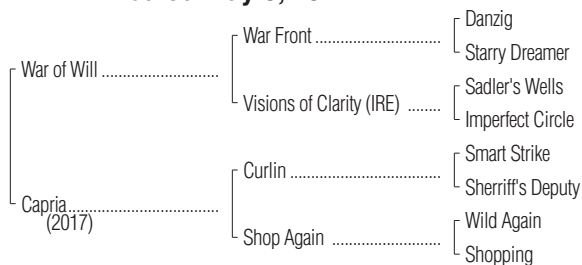 Danzig
War Front ....................................
Starry Dreamer
War of Will ..................................
Sadler's Wells
Visions of Clarity (IRE) ........
Imperfect Circle
Smart Strike
Curlin ...........................................
Sherriff's Deputy
Capria...........................................
(2017)
Wild Again
Shop Again ................................
Shopping